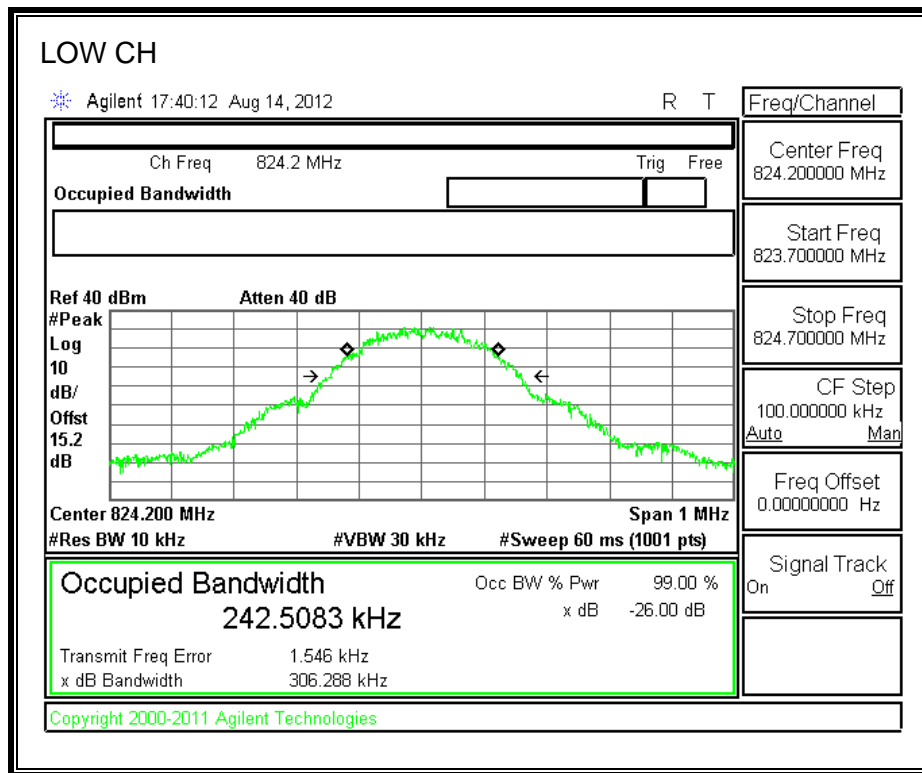 LOW CH
Agilent 17:40:12 Aug 14, 2012 R T
Freq/Channel
Ch Freq 824.2 MHz Trig Free
Occupied Bandwidth
Center Freq
824.200000 MHz
Start Freq
823.700000 MHz
Stop Freq
824.700000 MHz
CF Step
100.000000 kHz
Auto Man
Freq Offset
0.00000000 Hz
Signal Track
On Off
Ref 40 dBm Atten 40 dB
#Peak
Log
10
dB/
Offst
15.2
dB
Center 824.200 MHz Span 1 MHz
#Res BW 10 kHz #VBW 30 kHz #Sweep 60 ms (1001 pts)
Occupied Bandwidth Occ BW % Pwr 99.00 %
242.5083 kHz x dB -26.00 dB
Transmit Freq Error 1.546 kHz
x dB Bandwidth 306.288 kHz
Copyright 2000-2011 Agilent Technologies